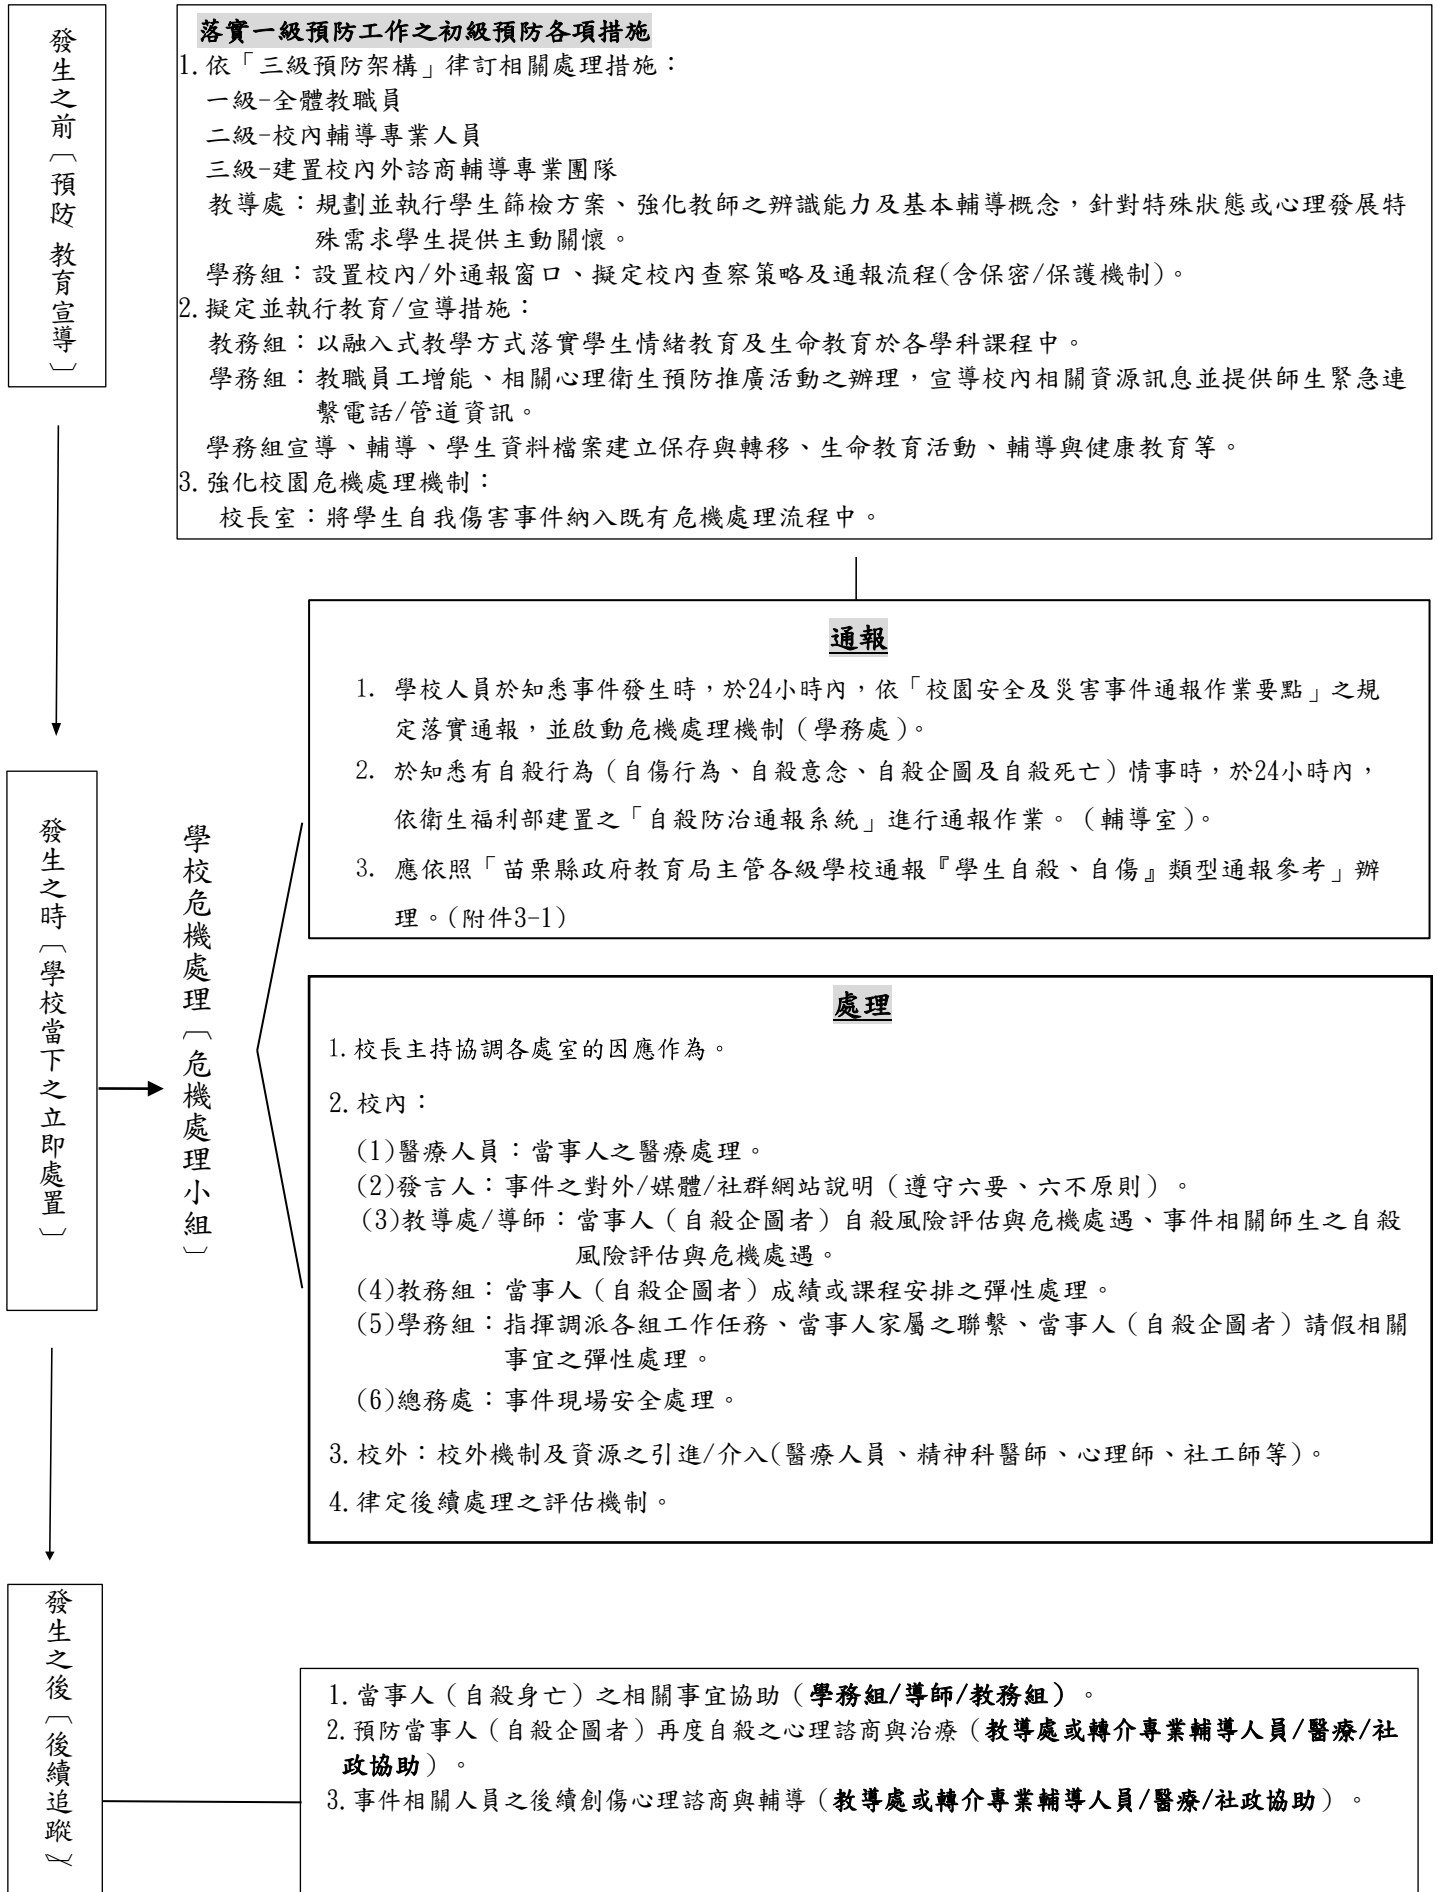 發生之前〔預防 教育宣導〕
落實一級預防工作之初級預防各項措施
1.依「三級預防架構」律訂相關處理措施：
一級-全體教職員
二級-校內輔導專業人員
三級-建置校內外諮商輔導專業團隊
教導處：規劃並執行學生篩檢方案、強化教師之辨識能力及基本輔導概念，針對特殊狀態或心理發展特
殊需求學生提供主動關懷。
學務組：設置校內/外通報窗口、擬定校內查察策略及通報流程(含保密/保護機制)。
2.擬定並執行教育/宣導措施：
教務組：以融入式教學方式落實學生情緒教育及生命教育於各學科課程中。
學務組：教職員工增能、相關心理衛生預防推廣活動之辦理，宣導校內相關資源訊息並提供師生緊急連
繫電話/管道資訊。
學務組宣導、輔導、學生資料檔案建立保存與轉移、生命教育活動、輔導與健康教育等。
3.強化校園危機處理機制：
校長室：將學生自我傷害事件納入既有危機處理流程中。
發生之時〔學校當下之立即處置〕
學校危機處理〔危機處理小組〕
通報
1. 學校人員於知悉事件發生時，於24小時內，依「校園安全及災害事件通報作業要點」之規
定落實通報，並啟動危機處理機制（學務處）。
2. 於知悉有自殺行為（自傷行為、自殺意念、自殺企圖及自殺死亡）情事時，於24小時內，
依衛生福利部建置之「自殺防治通報系統」進行通報作業。（輔導室）。
3. 應依照「苗栗縣政府教育局主管各級學校通報『學生自殺、自傷』類型通報參考」辦
理。(附件3-1)
處理
1.校長主持協調各處室的因應作為。
2.校內：
(1)醫療人員：當事人之醫療處理。
(2)發言人：事件之對外/媒體/社群網站說明（遵守六要、六不原則）。
(3)教導處/導師：當事人（自殺企圖者）自殺風險評估與危機處遇、事件相關師生之自殺
風險評估與危機處遇。
(4)教務組：當事人（自殺企圖者）成績或課程安排之彈性處理。
(5)學務組：指揮調派各組工作任務、當事人家屬之聯繫、當事人（自殺企圖者）請假相關
事宜之彈性處理。
(6)總務處：事件現場安全處理。
3.校外：校外機制及資源之引進/介入(醫療人員、精神科醫師、心理師、社工師等)。
4.律定後續處理之評估機制。
發生之後〔後續追蹤〕
1.當事人（自殺身亡）之相關事宜協助（學務組/導師/教務組）。
2.預防當事人（自殺企圖者）再度自殺之心理諮商與治療（教導處或轉介專業輔導人員/醫療/社
政協助）。
3.事件相關人員之後續創傷心理諮商與輔導（教導處或轉介專業輔導人員/醫療/社政協助）。